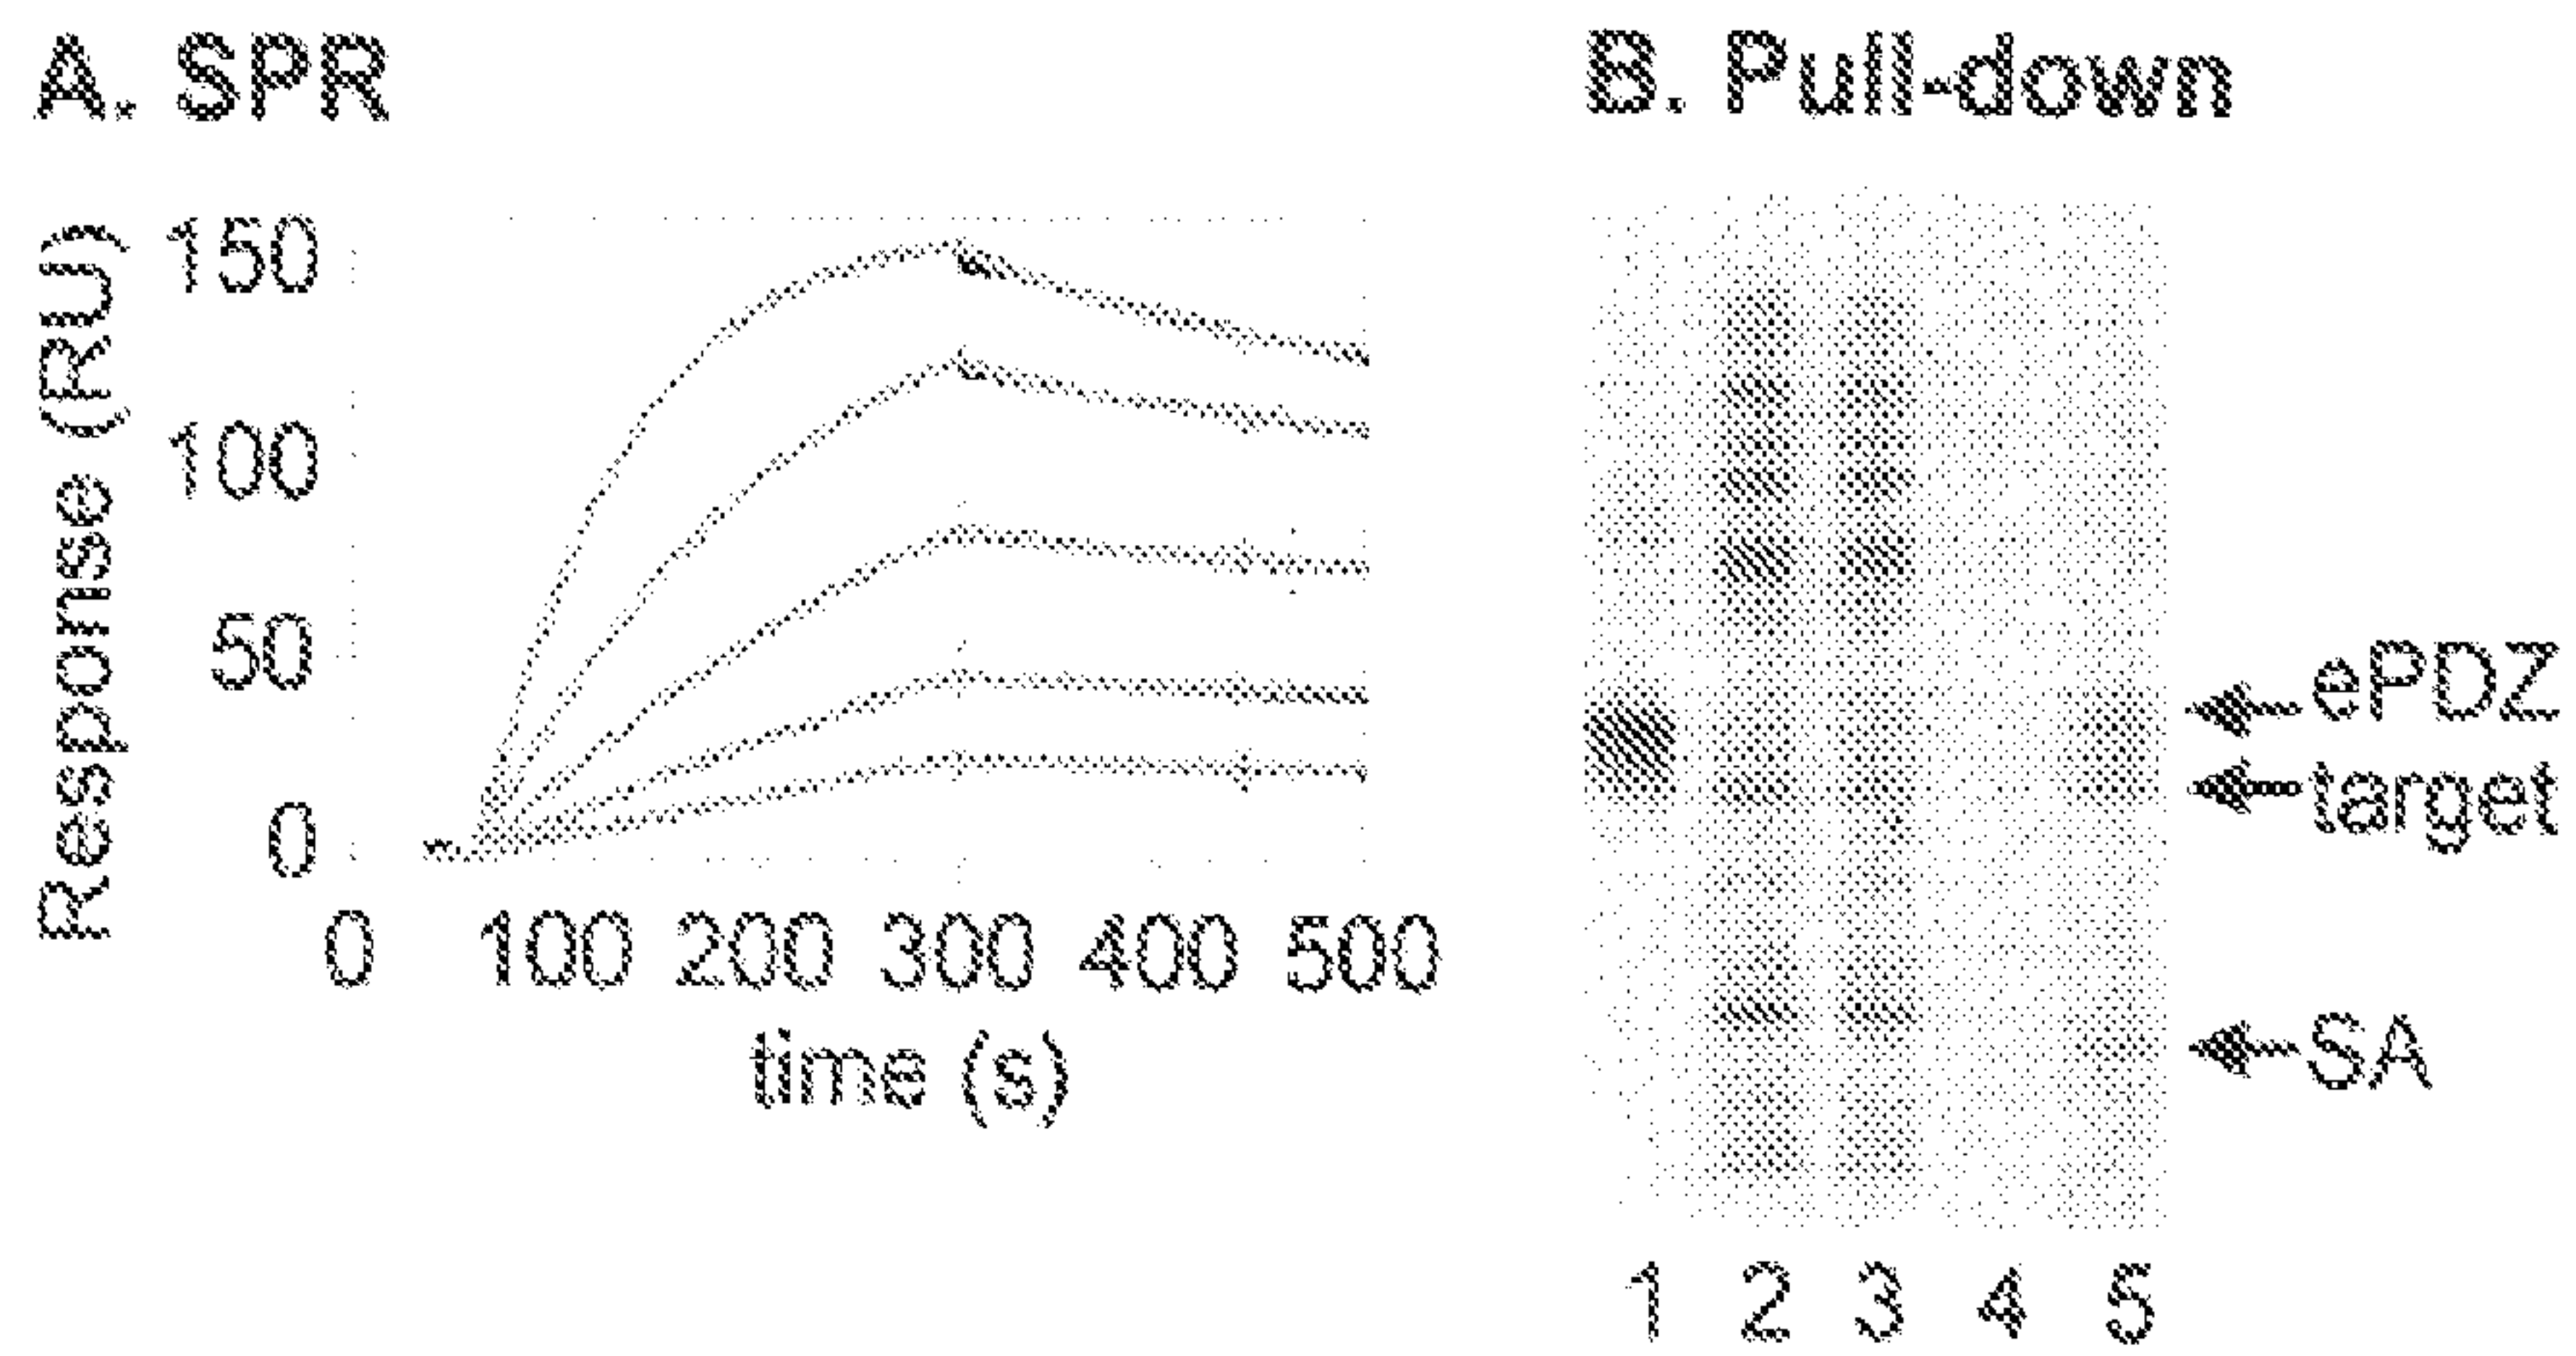 A. SPR
Response (RU)
150
100
50
0
0 100 200 300 400 500
time (s)
B. Pull-down
ePDZ
target
SA
1 2 3 4 5